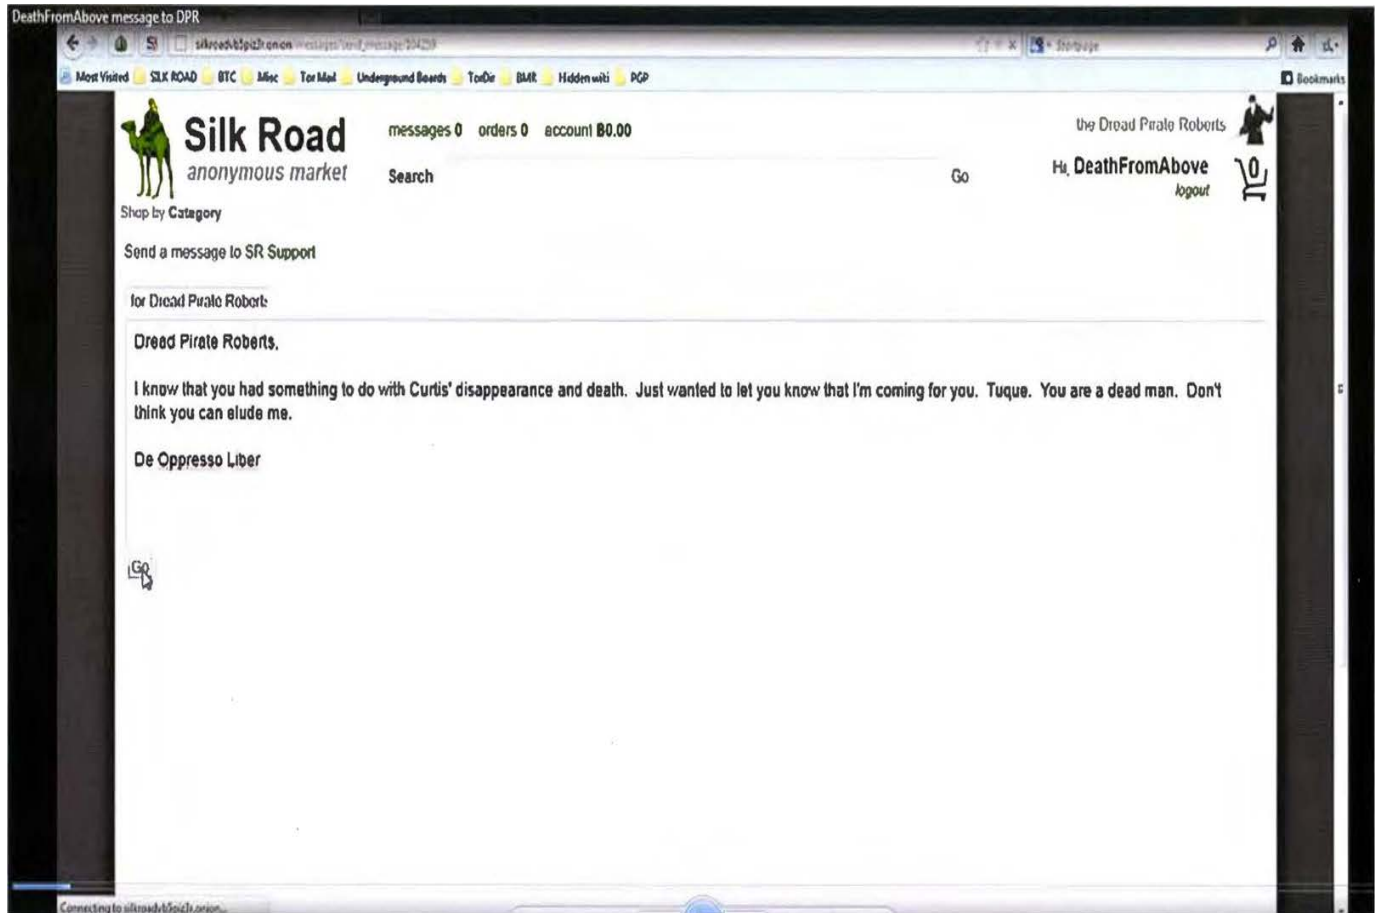 DeathFromAbove message to DPR
Most Visited SILK ROAD BTC Misc Tor Mail Underground Boards TorDir BMR Hidden wiki PGP Bookmarks
Silk Road messages 0 orders 0 account ฿0.00 the Dread Pirate Roberts
anonymous market Search Go Hi, DeathFromAbove
logout
0
Shop by Category
Send a message to SR Support
for Dread Pirate Roberts
Dread Pirate Roberts,
I know that you had something to do with Curtis' disappearance and death. Just wanted to let you know that I'm coming for you. Tuque. You are a dead man. Don't
think you can elude me.
De Oppresso Liber
Go
Connecting to